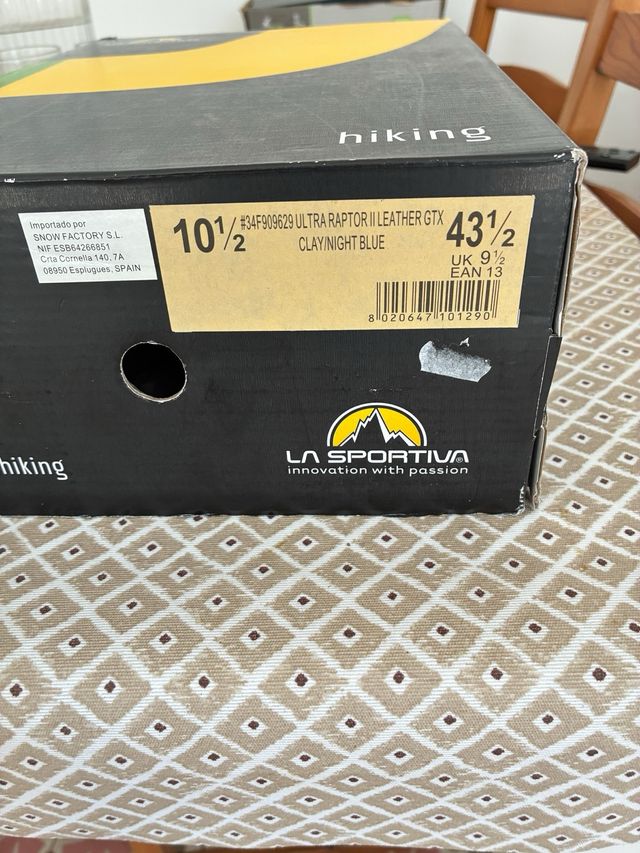 hiking
Importado por
SNOW FACTORY S.L.
NIF ESB64266851
Crta Cornella 140, 7A
08950 Esplugues, SPAIN
10½
#34F909629 ULTRA RAPTOR II LEATHER GTX
CLAY/NIGHT BLUE
43½
UK 9½
EAN 13
8 020647 101290
hiking
LA SPORTIVA®
innovation with passion